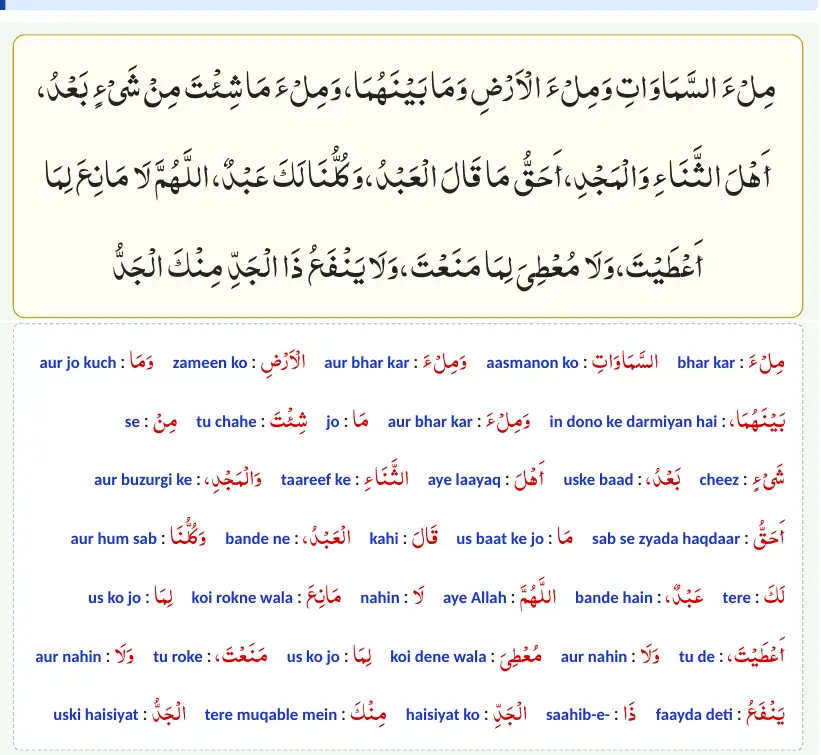 مِلْءَ السَّمَاوَاتِ وَمِلْءَ الْاَرْضِ وَمَا بَيْنَهُمَا، وَمِلْءَ مَا شِئْتَ مِنْ شَيْءٍ بَعْدُ،
أَهْلَ الثَّنَاءِ وَالْمَجْدِ، أَحَقُّ مَا قَالَ الْعَبْدُ، وَكُلُّنَا لَكَ عَبْدٌ، اللَّهُمَّ لَا مَانِعَ لِمَا
أَعْطَيْتَ، وَلَا مُعْطِيَ لِمَا مَنَعْتَ، وَلَا يَنْفَعُ ذَا الْجَدِّ مِنْكَ الْجَدُّ
مِلْءَ : bhar kar السَّمَاوَاتِ : aasmanon ko وَمِلْءَ : aur bhar kar الْاَرْضِ : zameen ko وَمَا : aur jo kuch
بَيْنَهُمَا، : in dono ke darmiyan hai وَمِلْءَ : aur bhar kar مَا : jo شِئْتَ : tu chahe مِنْ : se
شَيْءٍ : cheez بَعْدُ، : uske baad أَهْلَ : aye laayaq الثَّنَاءِ : taareef ke وَالْمَجْدِ، : aur buzurgi ke
أَحَقُّ : sab se zyada haqdaar مَا : us baat ke jo قَالَ : kahi الْعَبْدُ، : bande ne وَكُلُّنَا : aur hum sab
لَكَ : tere عَبْدٌ، : bande hain اللَّهُمَّ : aye Allah لَا : nahin مَانِعَ : koi rokne wala لِمَا : us ko jo
أَعْطَيْتَ، : tu de وَلَا : aur nahin مُعْطِيَ : koi dene wala لِمَا : us ko jo مَنَعْتَ، : tu roke وَلَا : aur nahin
يَنْفَعُ : faayda deti ذَا : saahib-e- الْجَدِّ : haisiyat ko مِنْكَ : tere muqable mein الْجَدُّ : uski haisiyat